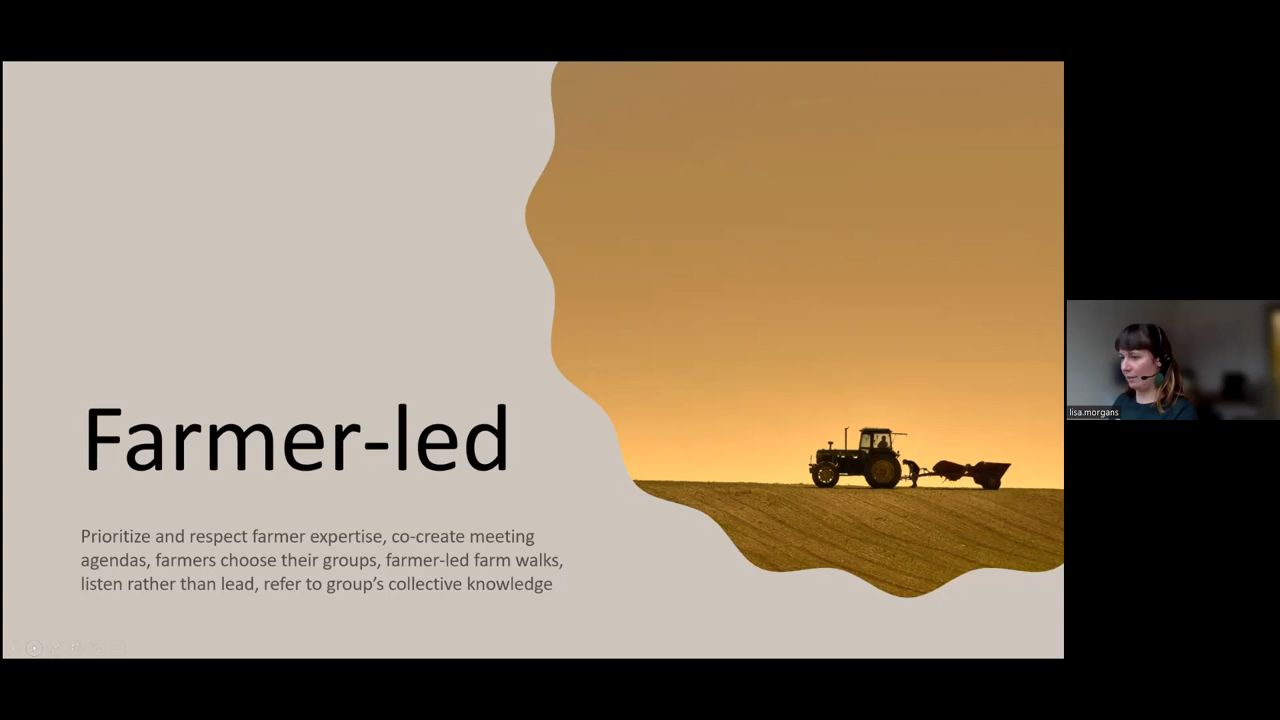 Farmer-led
Prioritize and respect farmer expertise, co-create meeting
agendas, farmers choose their groups, farmer-led farm walks,
listen rather than lead, refer to group’s collective knowledge
lisa.morgans